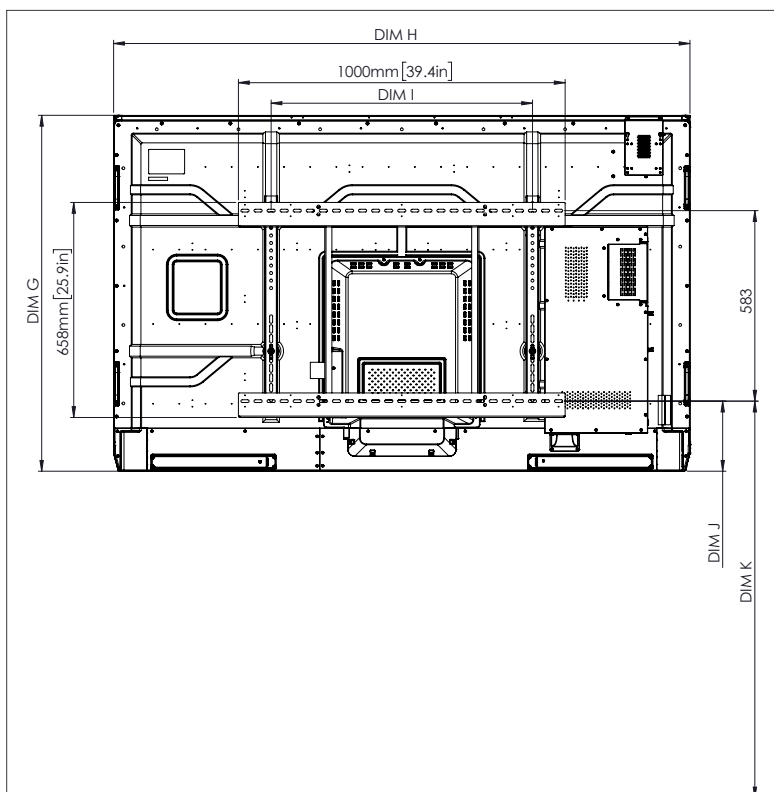 DIM H
1000mm[39.4in]
DIM I
DIM G
658mm[25.9in]
583
DIM J
DIM K